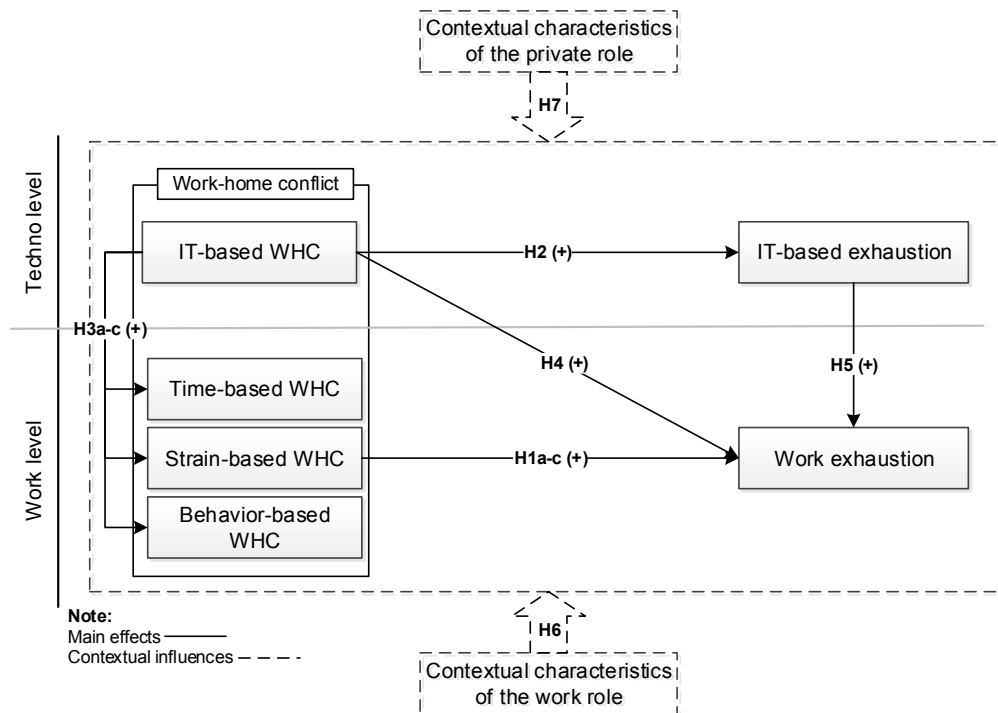 Contextual characteristics
of the private role
H7
Techno level
Work-home conflict
IT-based WHC
H2 (+)
IT-based exhaustion
H3a-c (+)
H4 (+)
H5 (+)
Work level
Time-based WHC
Strain-based WHC
H1a-c (+)
Work exhaustion
Behavior-based
WHC
Note:
Main effects
Contextual influences
H6
Contextual characteristics
of the work role